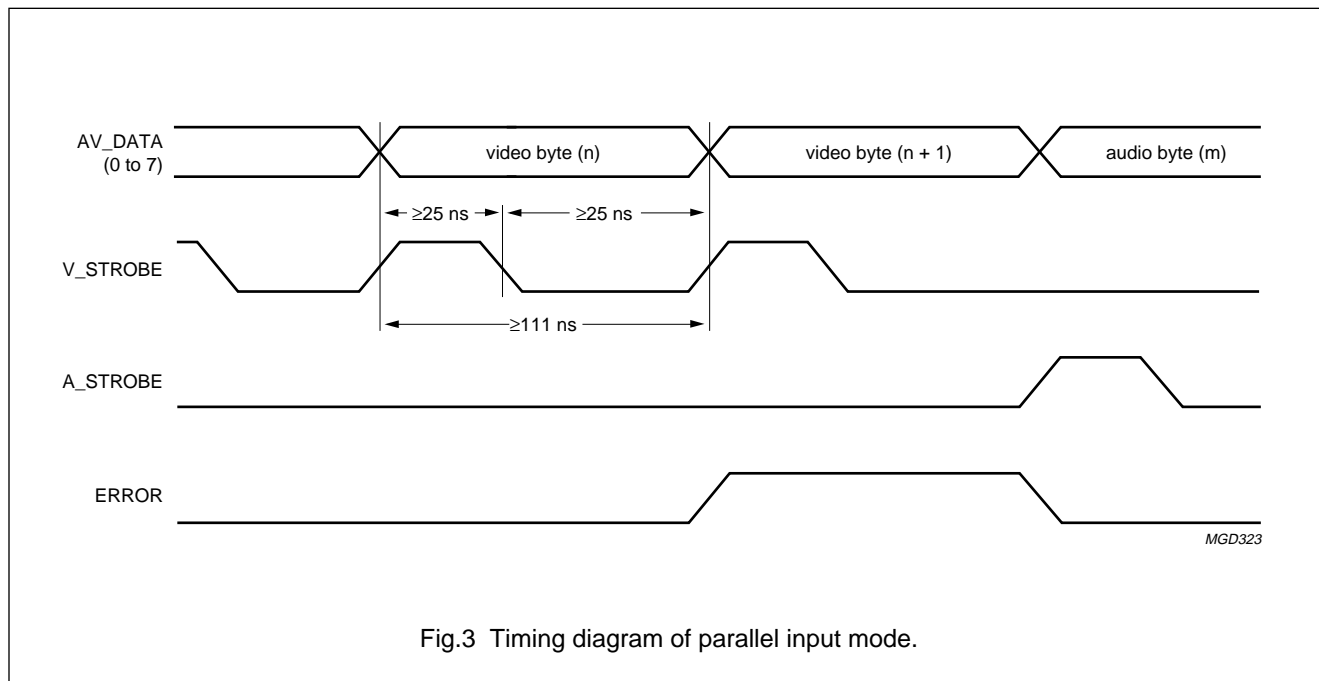 AV_DATA
(0 to 7)
video byte (n)
video byte (n + 1)
audio byte (m)
≥25 ns
≥25 ns
V_STROBE
≥111 ns
A_STROBE
ERROR
MGD323
Fig.3 Timing diagram of parallel input mode.